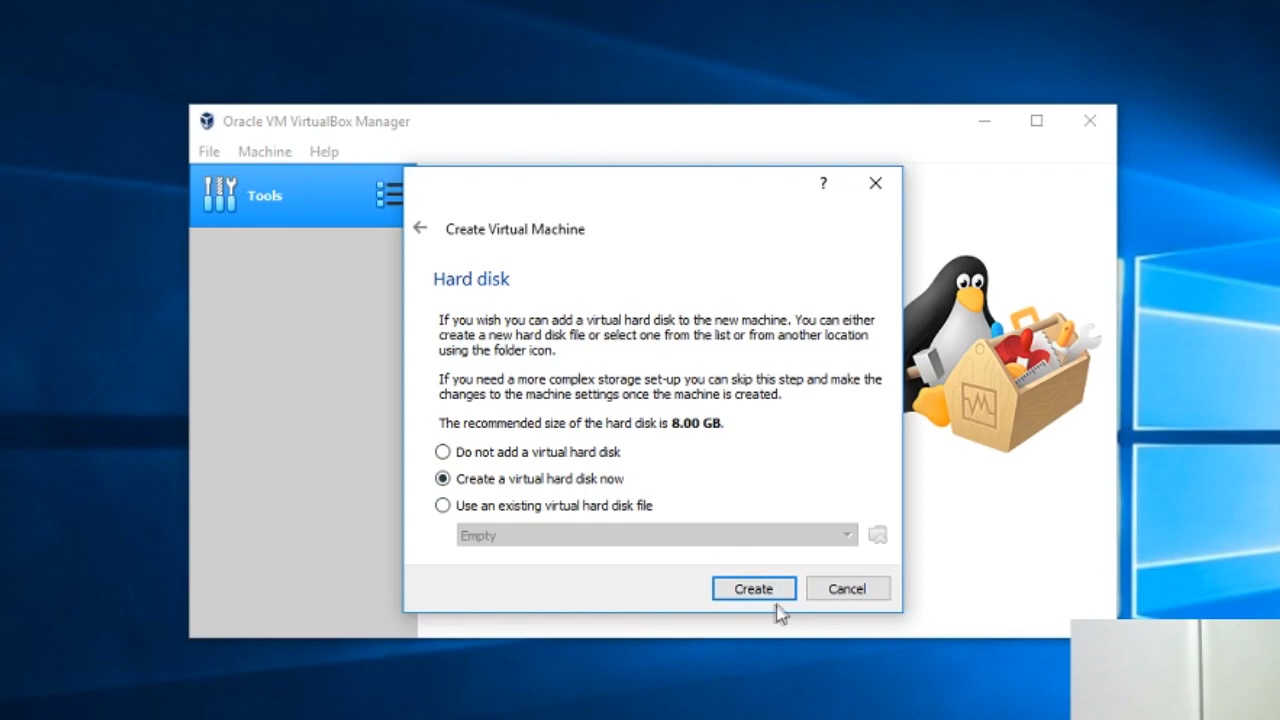 Oracle VM VirtualBox Manager
File Machine Help
Tools
?
Create Virtual Machine
Hard disk
If you wish you can add a virtual hard disk to the new machine. You can either
create a new hard disk file or select one from the list or from another location
using the folder icon.
If you need a more complex storage set-up you can skip this step and make the
changes to the machine settings once the machine is created.
The recommended size of the hard disk is 8.00 GB.
Do not add a virtual hard disk
Create a virtual hard disk now
Use an existing virtual hard disk file
Empty
Create Cancel